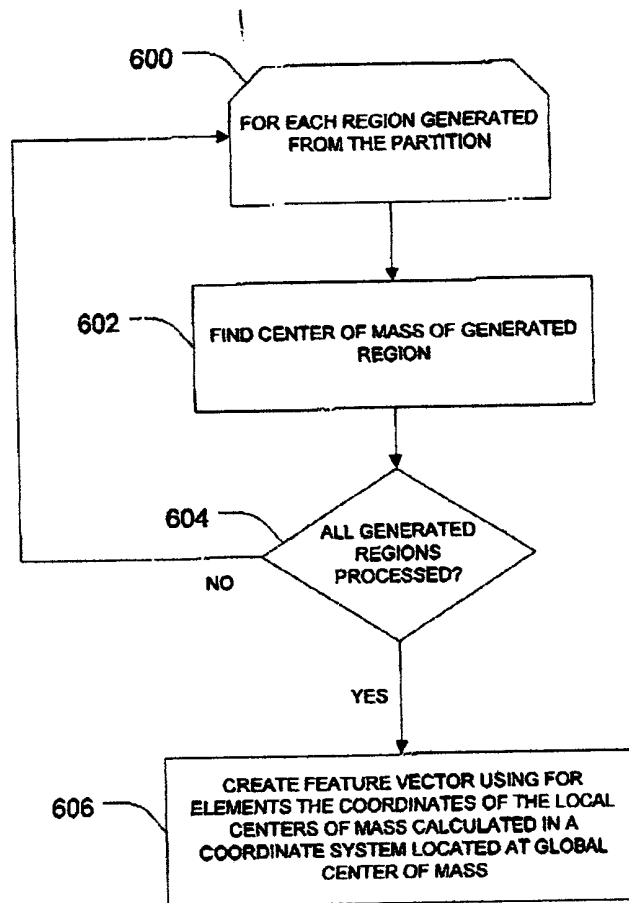 600
FOR EACH REGION GENERATED
FROM THE PARTITION
602
FIND CENTER OF MASS OF GENERATED
REGION
604
ALL GENERATED
REGIONS
PROCESSED?
NO
YES
606
CREATE FEATURE VECTOR USING FOR
ELEMENTS THE COORDINATES OF THE LOCAL
CENTERS OF MASS CALCULATED IN A
COORDINATE SYSTEM LOCATED AT GLOBAL
CENTER OF MASS